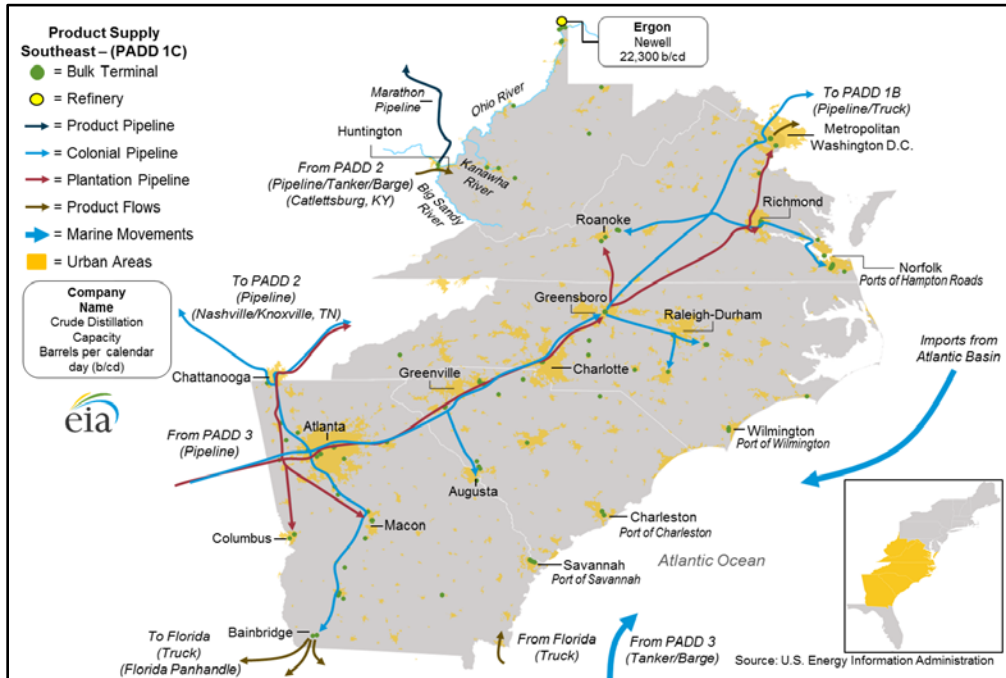 Product Supply
Southeast – (PADD 1C)
= Bulk Terminal
= Refinery
= Product Pipeline
= Colonial Pipeline
= Plantation Pipeline
= Product Flows
= Marine Movements
= Urban Areas
Company
Name
Crude Distillation
Capacity
Barrels per calendar
day (b/cd)
eia
Ergon
Newell
22,300 b/cd
Marathon
Pipeline
Ohio River
Huntington
From PADD 2
(Pipeline/Tanker/Barge)
(Catlettsburg, KY)
Kanawha
River
Big Sandy
River
To PADD 1B
(Pipeline/Truck)
Metropolitan
Washington D.C.
Richmond
Roanoke
Norfolk
Ports of Hampton Roads
To PADD 2
(Pipeline)
(Nashville/Knoxville, TN)
Greensboro
Raleigh-Durham
Imports from
Atlantic Basin
Chattanooga
Greenville
Charlotte
Atlanta
From PADD 3
(Pipeline)
Wilmington
Port of Wilmington
Augusta
Columbus
Macon
Charleston
Port of Charleston
Atlantic Ocean
Savannah
Port of Savannah
Bainbridge
To Florida
(Truck)
(Florida Panhandle)
From Florida
(Truck)
From PADD 3
(Tanker/Barge)
Source: U.S. Energy Information Administration